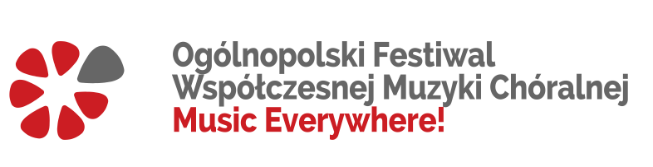 Ogólnopolski Festiwal
Współczesnej Muzyki Chóralnej
Music Everywhere!